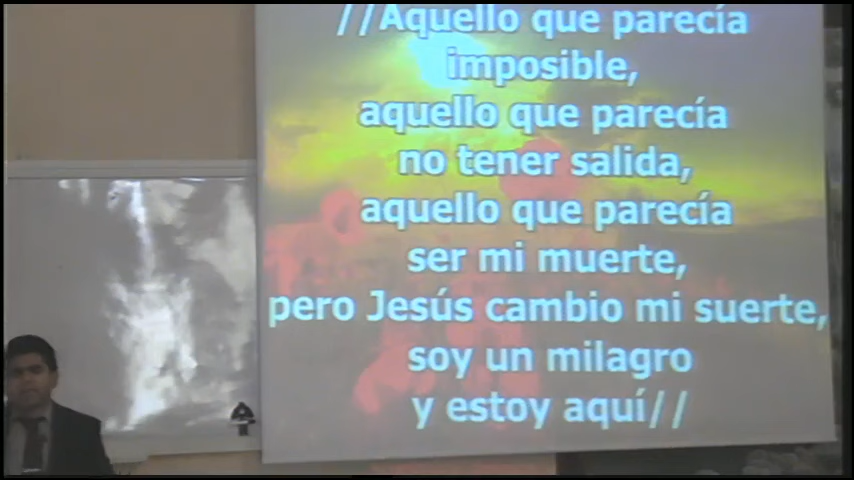 //Aquello que parecía
imposible,
aquello que parecía
no tener salida,
aquello que parecía
ser mi muerte,
pero Jesús cambio mi suerte,
soy un milagro
y estoy aquí//